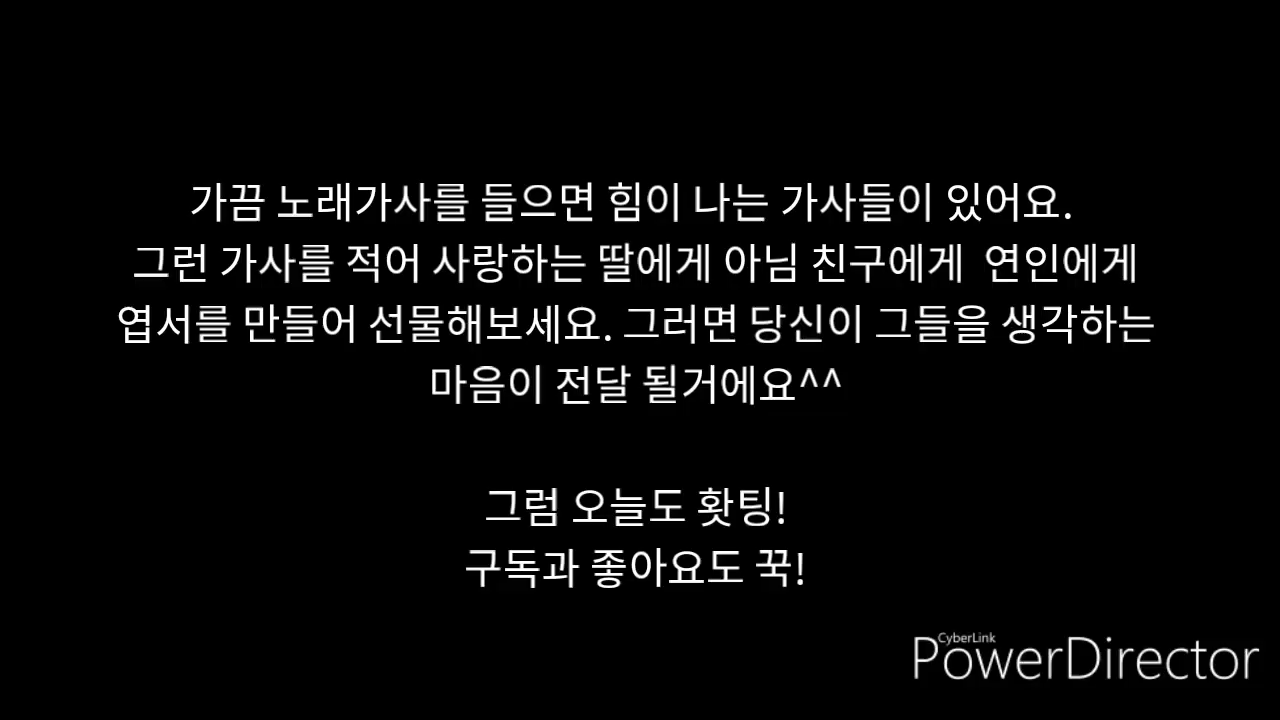 가끔 노래가사를 들으면 힘이 나는 가사들이 있어요.
그런 가사를 적어 사랑하는 딸에게 아님 친구에게 연인에게
엽서를 만들어 선물해보세요. 그러면 당신이 그들을 생각하는
마음이 전달 될거에요^^
그럼 오늘도 홧팅!
구독과 좋아요도 꾹!
CyberLink
PowerDirector